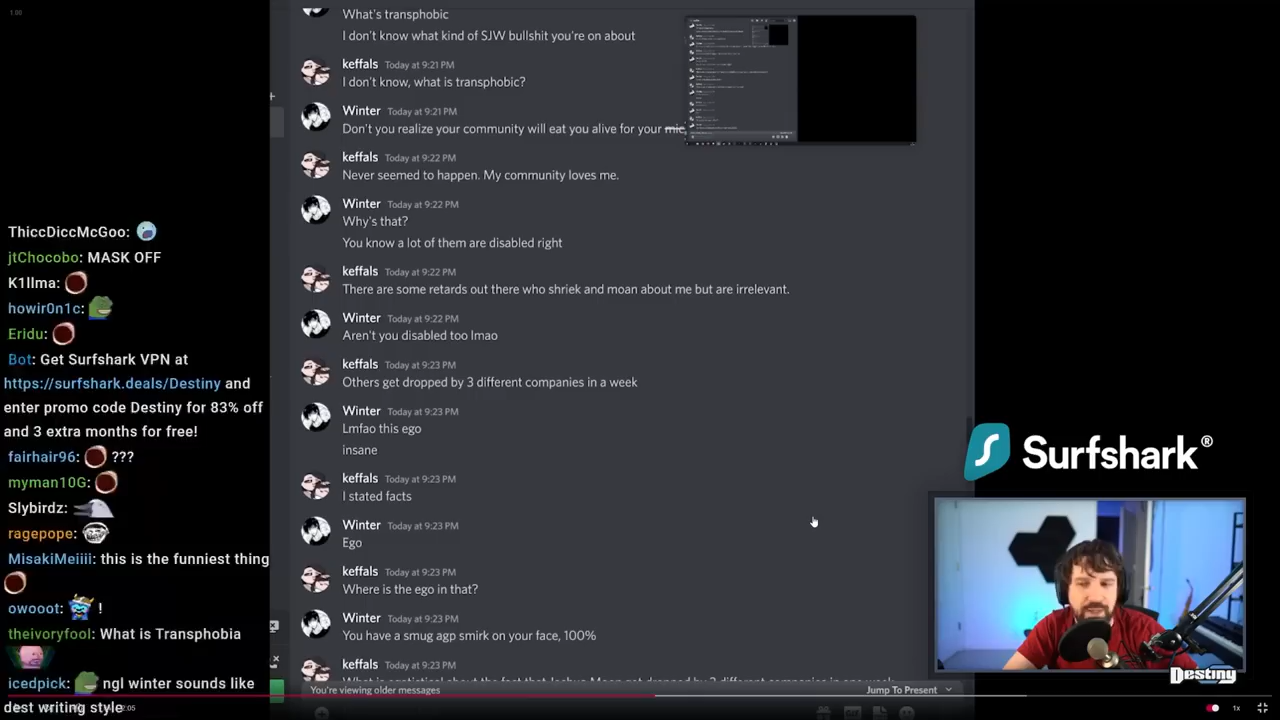 1:00
ThiccDiccMcGoo:
jtChocobo: MASK OFF
K1llma:
howir0n1c:
Eridu:
Bot: Get Surfshark VPN at
https://surfshark.deals/Destiny and
enter promo code Destiny for 83% off
and 3 extra months for free!
fairhair96: ???
myman10G:
Slybirdz:
ragepope:
MisakiMeiiii: this is the funniest thing
owooot: !
theivoryfool: What is Transphobia
icedpick: ngl winter sounds like
dest writing style
What's transphobic
I don't know what kind of SJW bullshit you're on about
keffals Today at 9:21 PM
I don't know, what is transphobic?
Winter Today at 9:21 PM
Don't you realize your community will eat you alive for your
keffals Today at 9:22 PM
Never seemed to happen. My community loves me.
Winter Today at 9:22 PM
Why's that?
You know a lot of them are disabled right
keffals Today at 9:22 PM
There are some retards out there who shriek and moan about me but are irrelevant.
Winter Today at 9:22 PM
Aren't you disabled too lmao
keffals Today at 9:23 PM
Others get dropped by 3 different companies in a week
Winter Today at 9:23 PM
Lmfao this ego
insane
keffals Today at 9:23 PM
I stated facts
Winter Today at 9:23 PM
Ego
keffals Today at 9:23 PM
Where is the ego in that?
Winter Today at 9:23 PM
You have a smug agp smirk on your face, 100%
keffals Today at 9:23 PM
You're viewing older messages
Jump To Present
Surfshark®
Destiny
1x